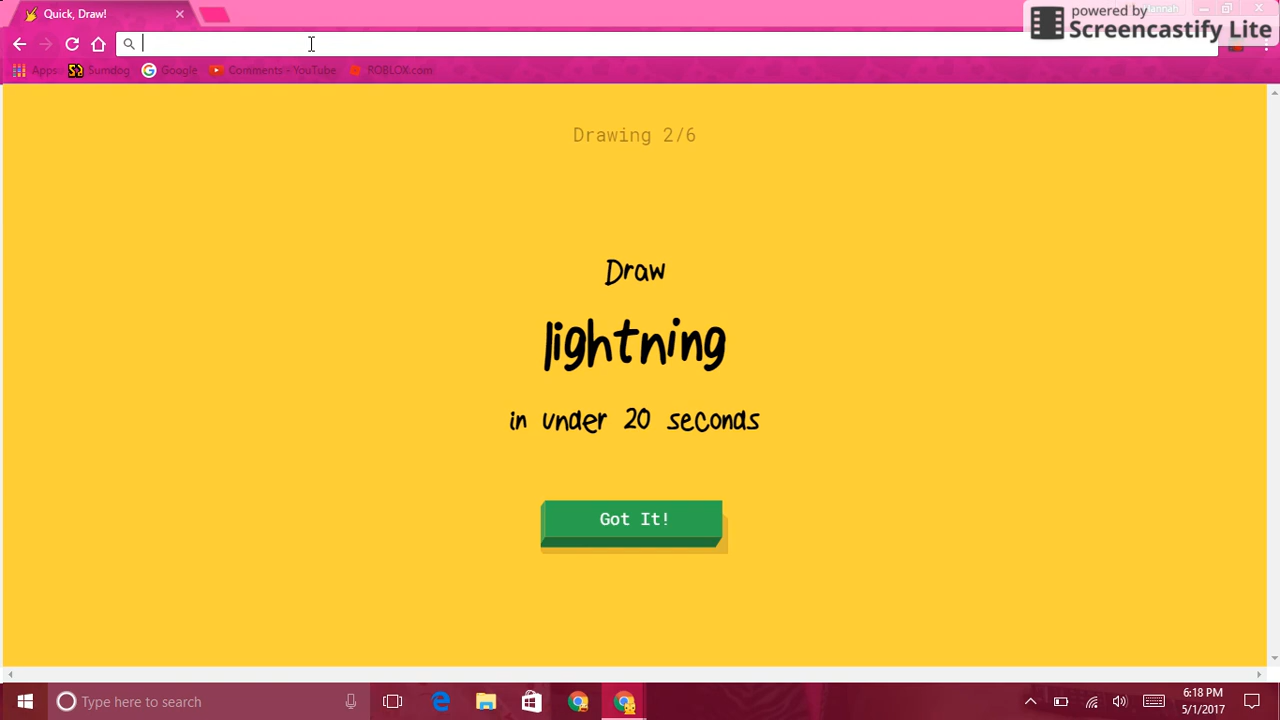 Quick, Draw!
Hannah
powered by
Screencastify Lite
Apps
Sumdog
Google
Comments - YouTube
ROBLOX.com
Drawing 2/6
Draw
lightning
in under 20 seconds
Got It!
Type here to search
6:18 PM
5/1/2017